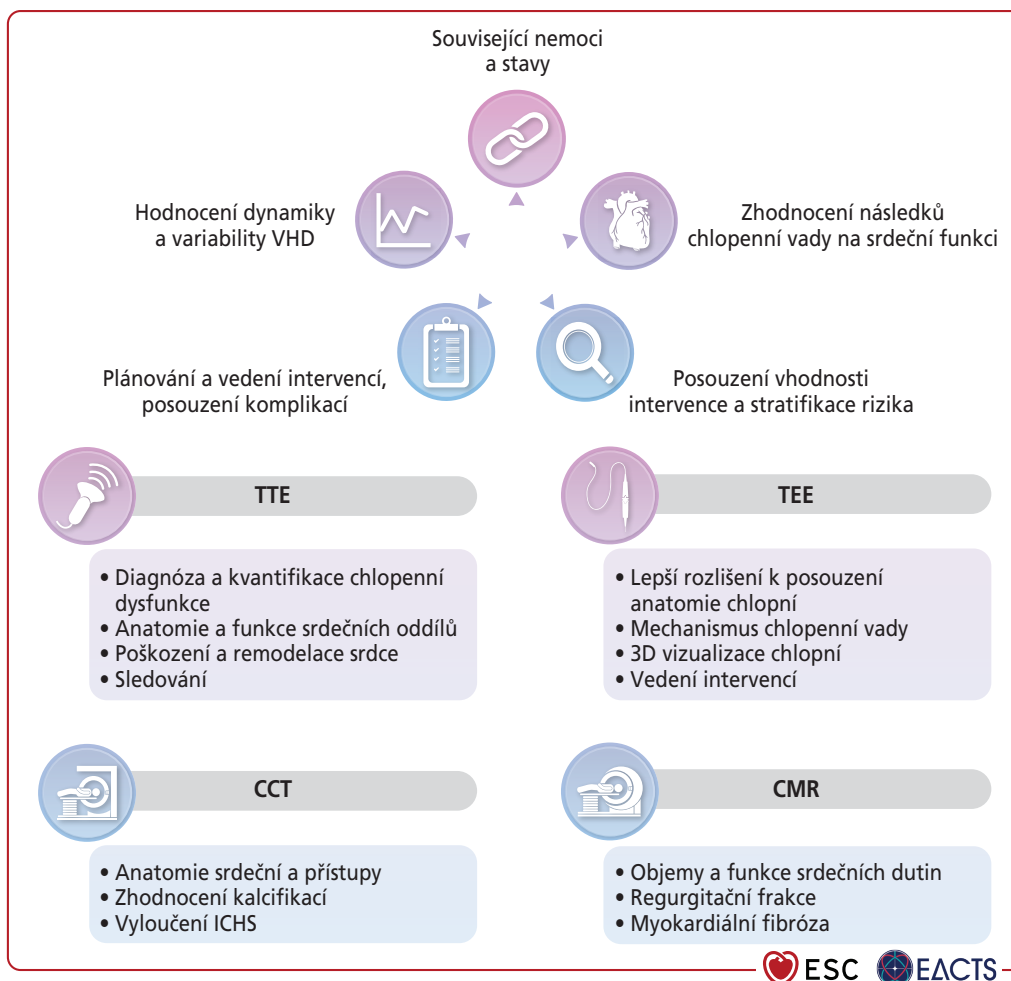 Související nemoci
a stavy
Hodnocení dynamiky
a variability VHD
Zhodnocení následků
chlopenní vady na srdeční funkci
Plánování a vedení intervencí,
posouzení komplikací
Posouzení vhodnosti
intervence a stratifikace rizika
TTE
• Diagnóza a kvantifikace chlopenní
dysfunkce
• Anatomie a funkce srdečních oddílů
• Poškození a remodelace srdce
• Sledování
TEE
• Lepší rozlišení k posouzení
anatomie chlopní
• Mechanismus chlopenní vady
• 3D vizualizace chlopní
• Vedení intervencí
CCT
• Anatomie srdeční a přístupy
• Zhodnocení kalcifikací
• Vyloučení ICHS
CMR
• Objemy a funkce srdečních dutin
• Regurgitační frakce
• Myokardiální fibróza
ESC EACTS